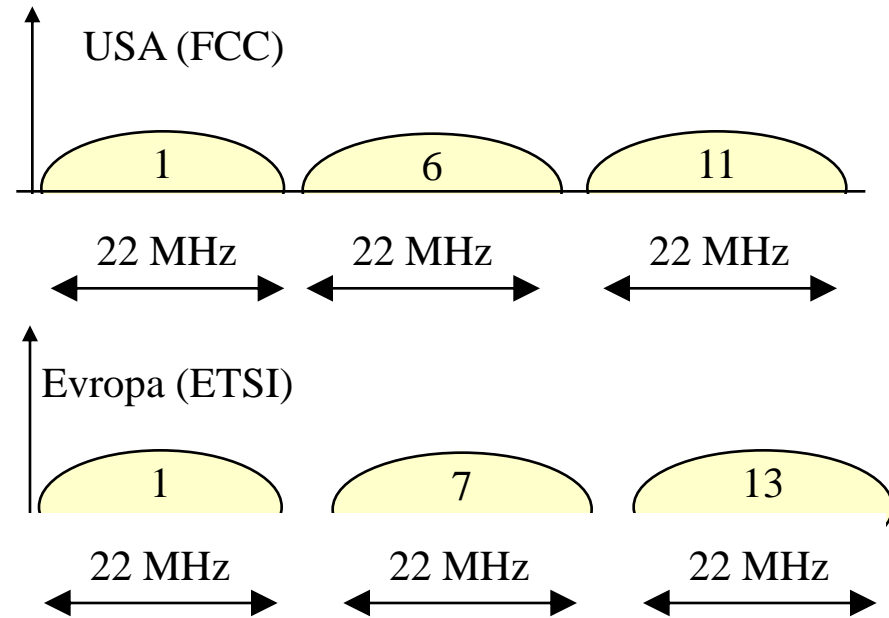 USA (FCC)
1 6 11
22 MHz 22 MHz 22 MHz
Evropa (ETSI)
1 7 13
22 MHz 22 MHz 22 MHz